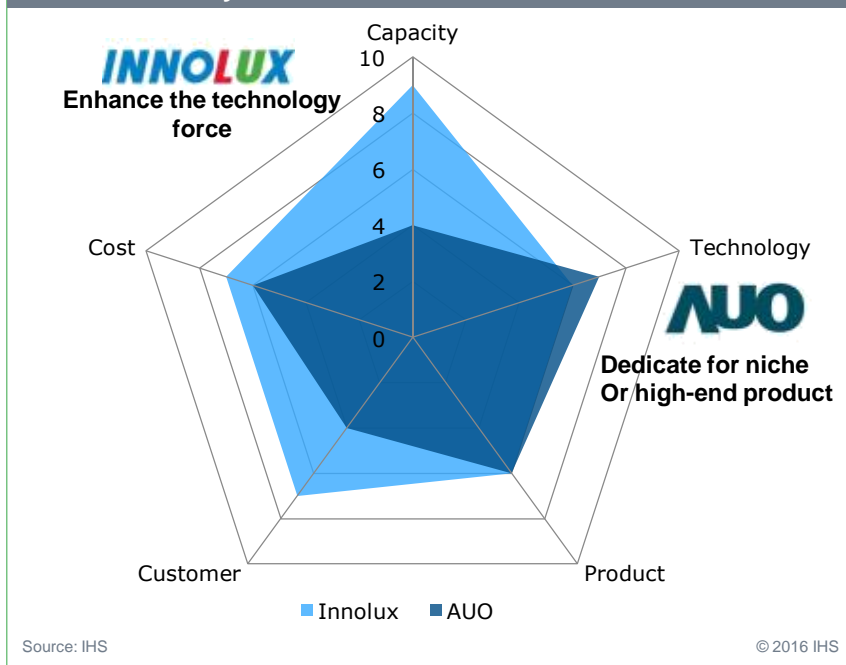 Capacity
INNOLUX
Enhance the technology
force
10
8
6
4
2
0
Cost
Technology
AUO
Dedicate for niche
Or high-end product
Customer
Product
Innolux
AUO
Source: IHS
© 2016 IHS